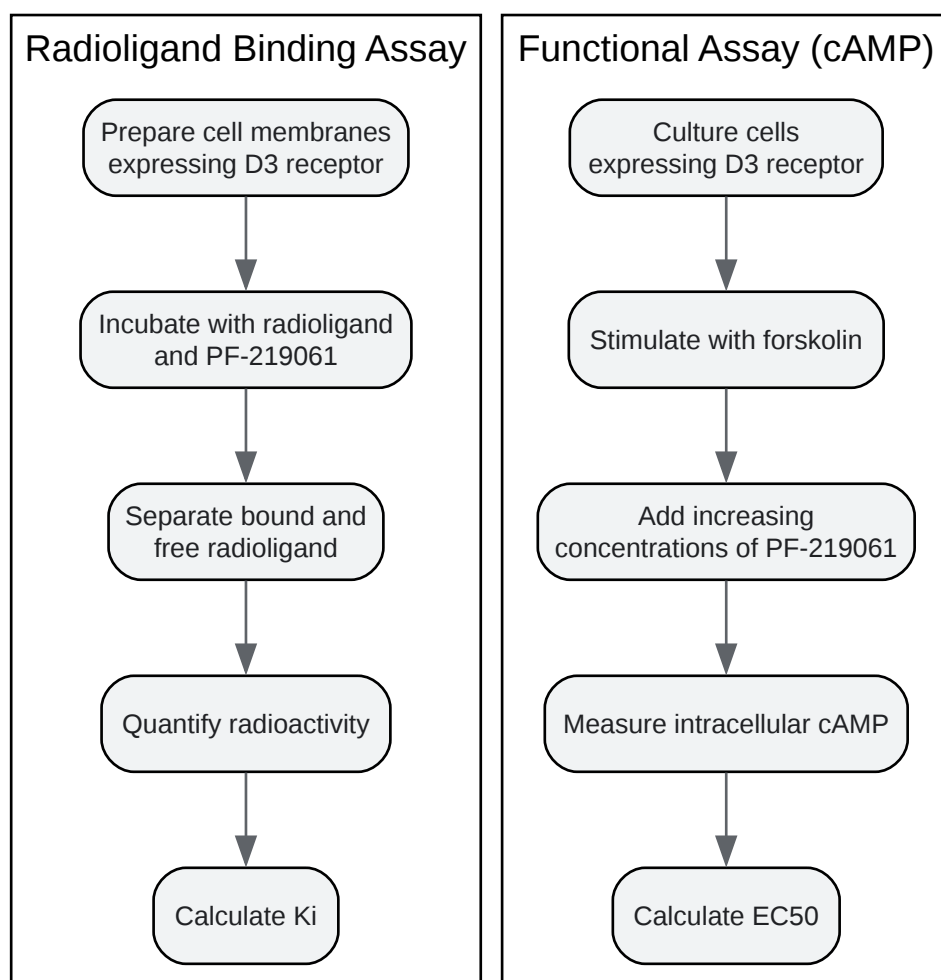 Radioligand Binding Assay
Prepare cell membranes
expressing D3 receptor
Incubate with radioligand
and PF-219061
Separate bound and
free radioligand
Quantify radioactivity
Calculate Ki
Functional Assay (cAMP)
Culture cells
expressing D3 receptor
Stimulate with forskolin
Add increasing
concentrations of PF-219061
Measure intracellular cAMP
Calculate EC50